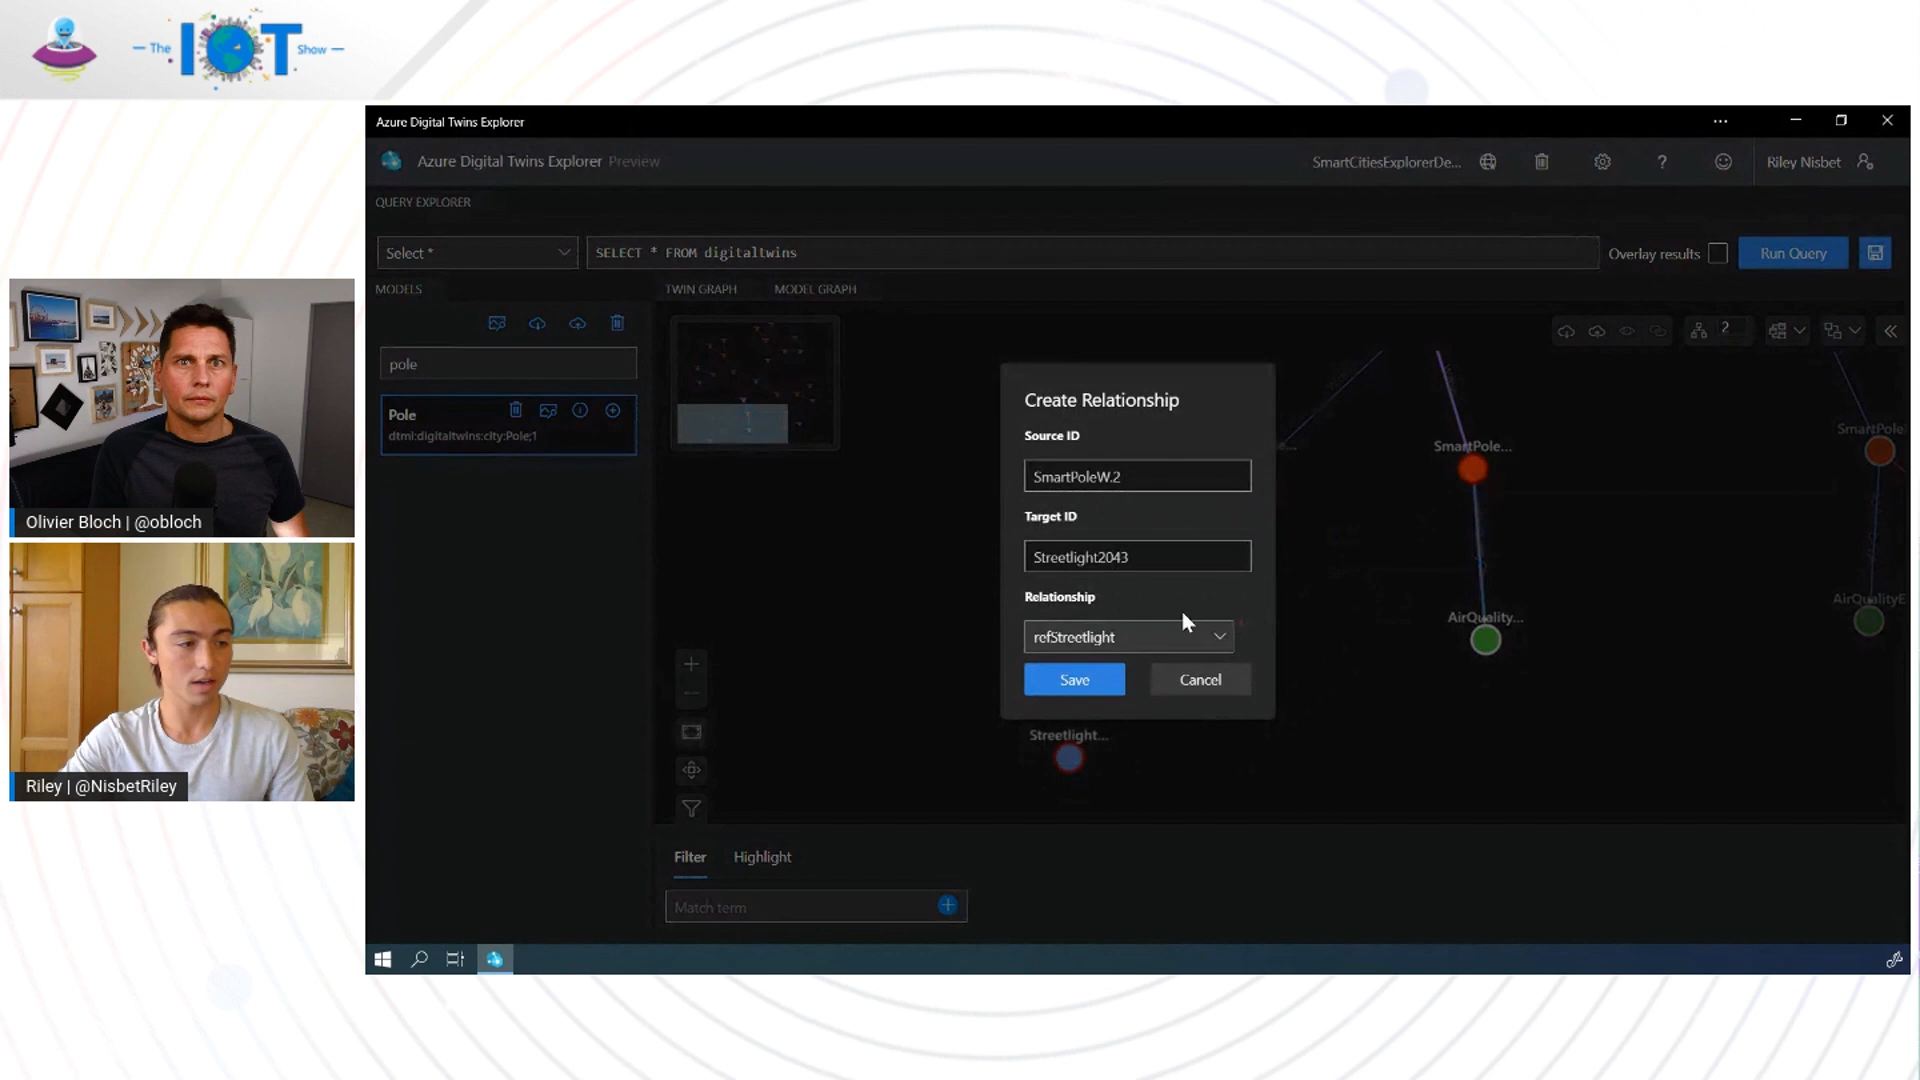 The IOT Show
Azure Digital Twins Explorer
Azure Digital Twins Explorer Preview
SmartCitiesExplorerDe...
Riley Nisbet
QUERY EXPLORER
Select *
SELECT * FROM digitaltwins
Overlay results
Run Query
MODELS
TWIN GRAPH
MODEL GRAPH
2
pole
Pole
dtmi:digitaltwins:city:Pole;1
Create Relationship
Source ID
SmartPoleW.2
Target ID
Streetlight2043
Relationship
refStreetlight
Save
Cancel
SmartPole...
SmartPole
AirQuality...
AirQualityE
Streetlight...
Filter
Highlight
Match term
Olivier Bloch | @obloch
Riley | @NisbetRiley